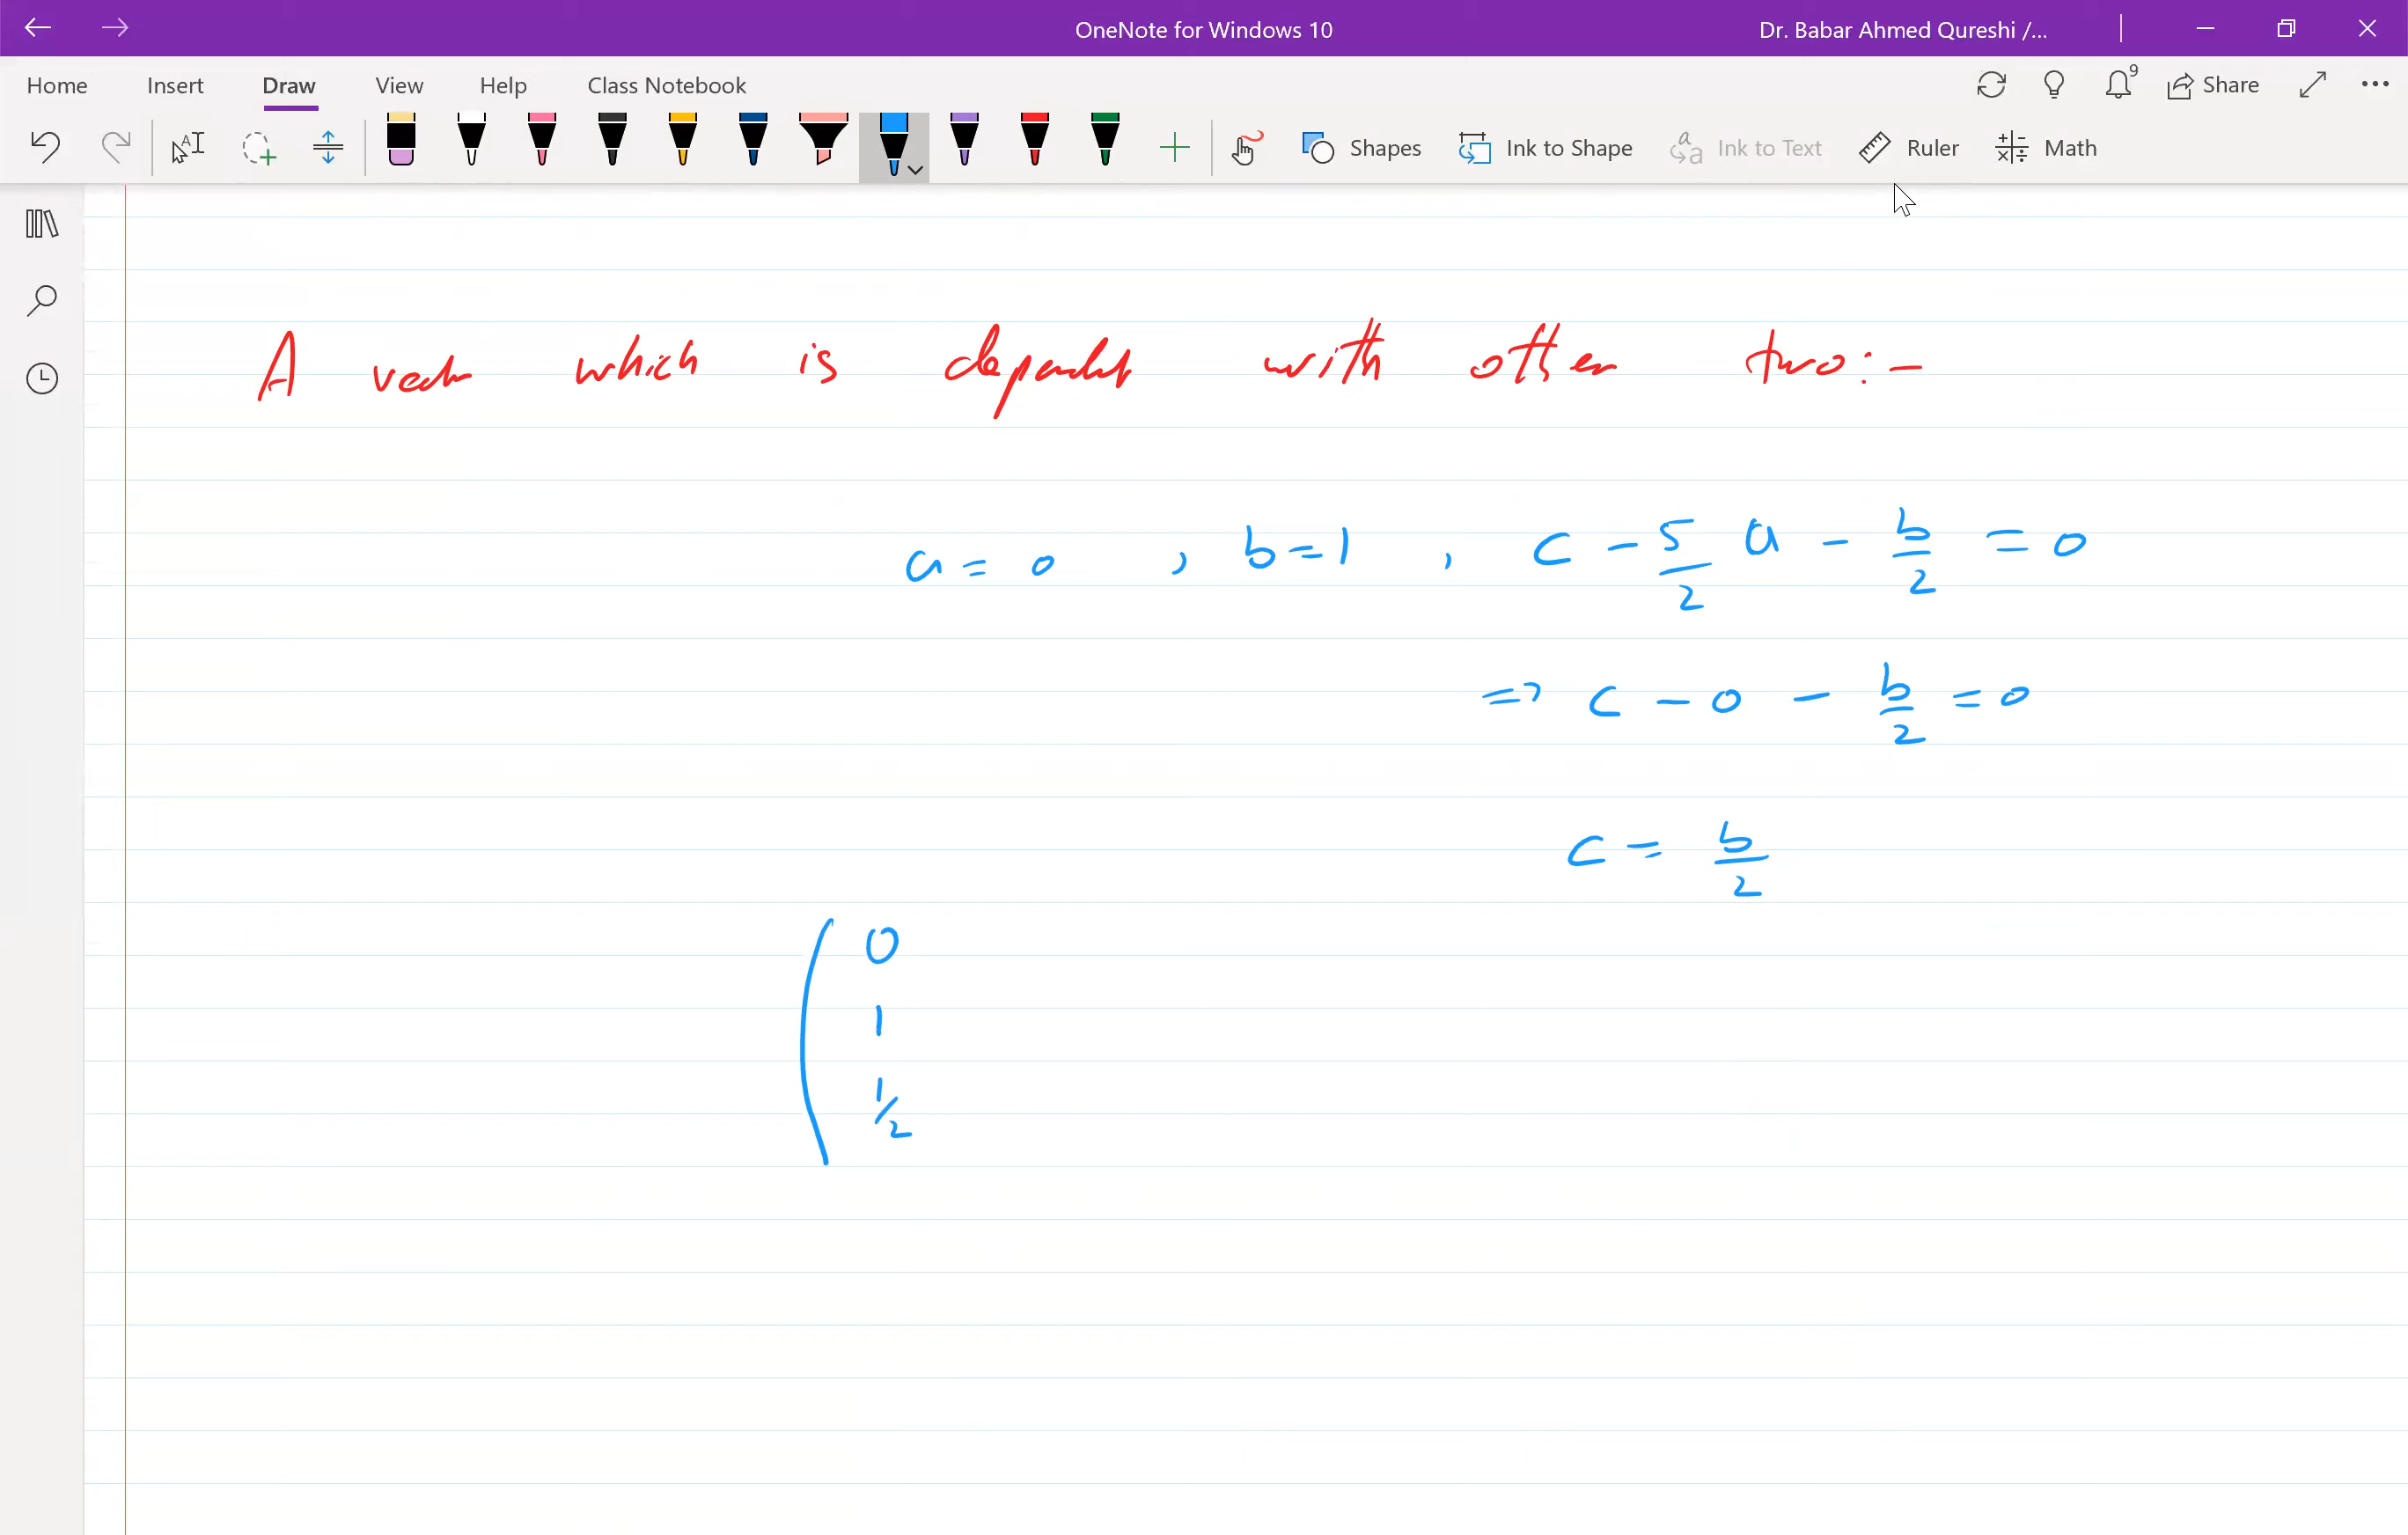 OneNote for Windows 10
Dr. Babar Ahmed Qureshi /...
Home Insert Draw View Help Class Notebook
9 Share
Shapes Ink to Shape Ink to Text Ruler Math
A which is with other two:-
a = 0 , b = 1 , c - 5/2 a - b/2 = 0
=> c - 0 - b/2 = 0
c = b/2
0
1
1/2